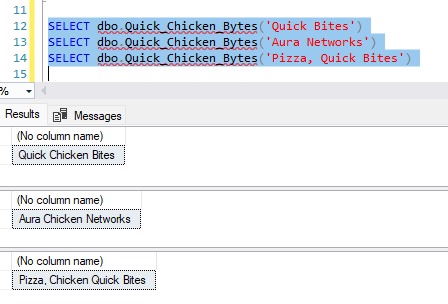 11
12 SELECT dbo.Quick_Chicken_Bytes('Quick Bites')
13 SELECT dbo.Quick_Chicken_Bytes('Aura Networks')
14 SELECT dbo.Quick_Chicken_Bytes('Pizza, Quick Bites')
15
%
Results Messages
(No column name)
Quick Chicken Bites
(No column name)
Aura Chicken Networks
(No column name)
Pizza, Chicken Quick Bites